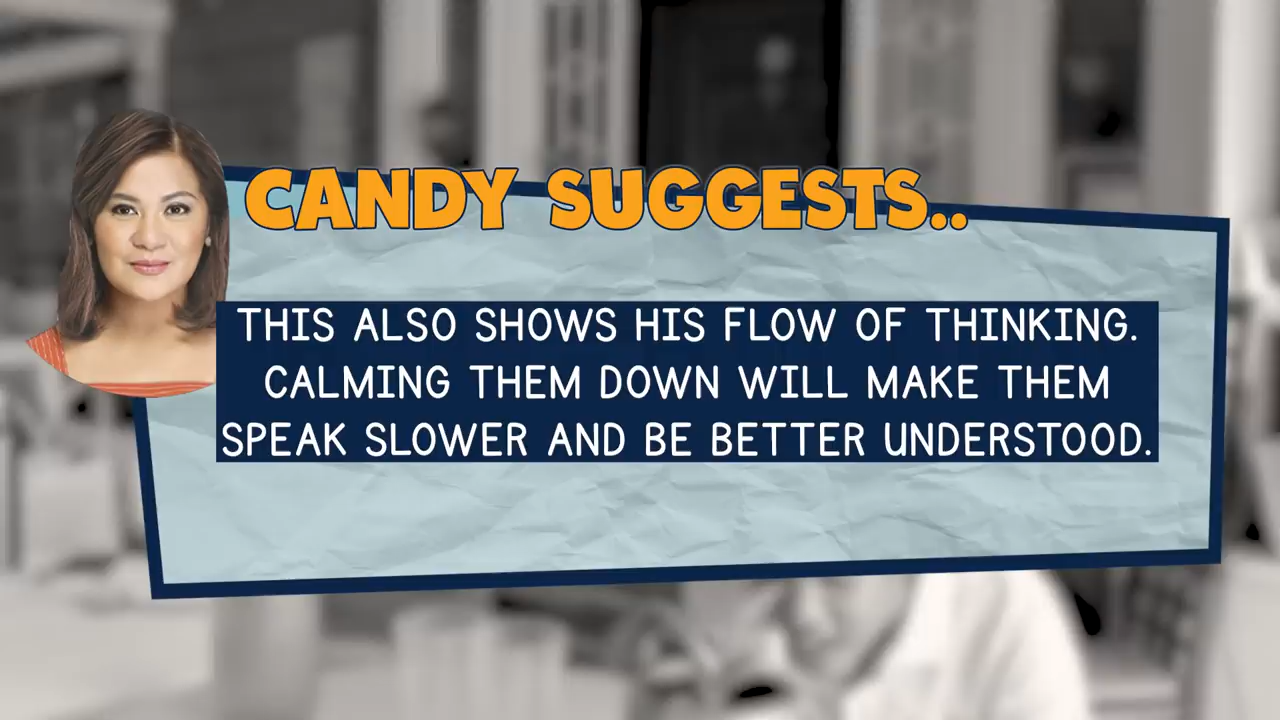 CANDY SUGGESTS..
THIS ALSO SHOWS HIS FLOW OF THINKING.
CALMING THEM DOWN WILL MAKE THEM
SPEAK SLOWER AND BE BETTER UNDERSTOOD.